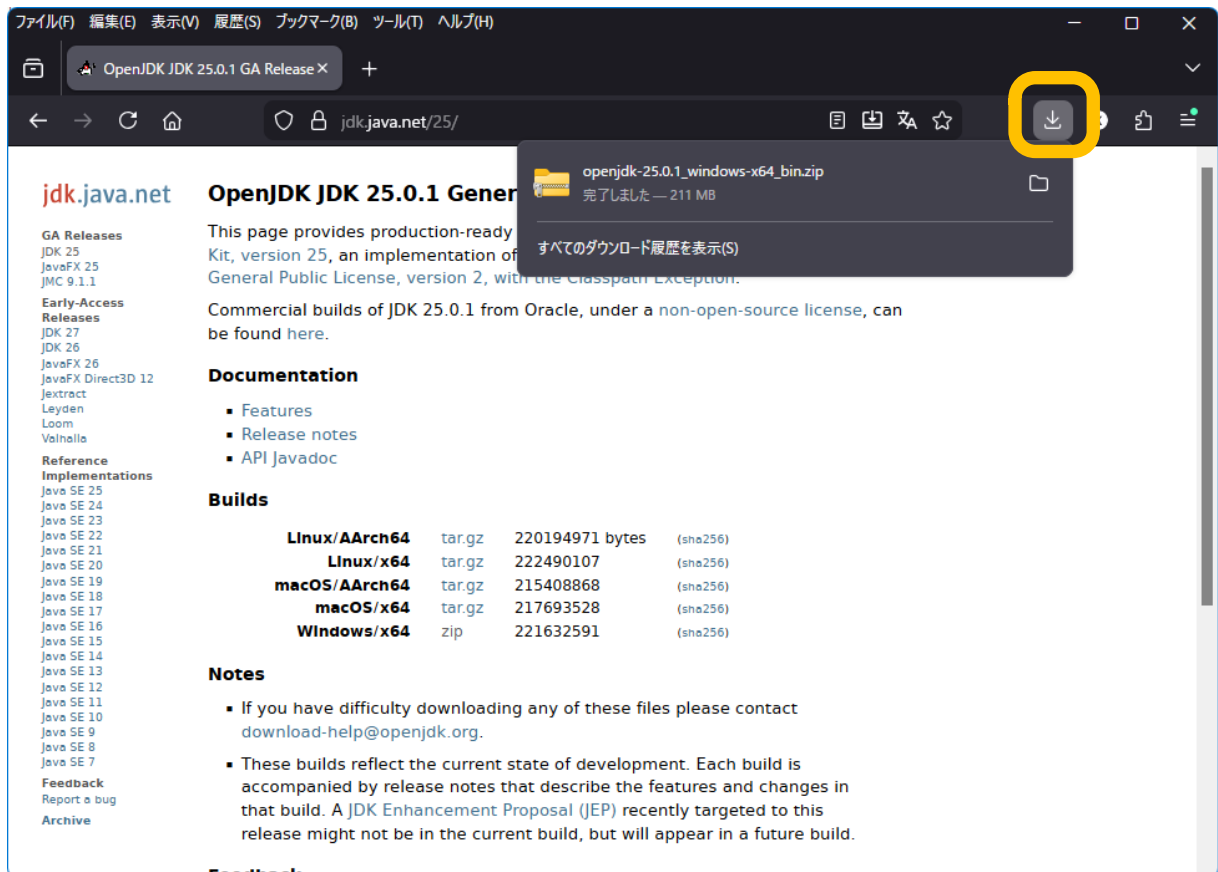 ファイル(F) 編集(E) 表示(V) 履歴(S) ブックマーク(B) ツール(T) ヘルプ(H)
OpenJDK JDK 25.0.1 GA Release
jdk.java.net/25/
openjdk-25.0.1_windows-x64_bin.zip
完了しました — 211 MB
すべてのダウンロード履歴を表示(S)
jdk.java.net
GA Releases
JDK 25
JavaFX 25
JMC 9.1.1
Early-Access
Releases
JDK 27
JDK 26
JavaFX 26
JavaFX Direct3D 12
Jextract
Leyden
Loom
Valhalla
Reference
Implementations
Java SE 25
Java SE 24
Java SE 23
Java SE 22
Java SE 21
Java SE 20
Java SE 19
Java SE 18
Java SE 17
Java SE 16
Java SE 15
Java SE 14
Java SE 13
Java SE 12
Java SE 11
Java SE 10
Java SE 9
Java SE 8
Java SE 7
Feedback
Report a bug
Archive
OpenJDK JDK 25.0.1 Gener
This page provides production-ready
Kit, version 25, an implementation of
General Public License, version 2, with the Classpath Exception.
Commercial builds of JDK 25.0.1 from Oracle, under a non-open-source license, can
be found here.
Documentation
▪ Features
▪ Release notes
▪ API Javadoc
Builds
Linux/AArch64 tar.gz 220194971 bytes (sha256)
Linux/x64 tar.gz 222490107 (sha256)
macOS/AArch64 tar.gz 215408868 (sha256)
macOS/x64 tar.gz 217693528 (sha256)
Windows/x64 zip 221632591 (sha256)
Notes
▪ If you have difficulty downloading any of these files please contact
download-help@openjdk.org.
▪ These builds reflect the current state of development. Each build is
accompanied by release notes that describe the features and changes in
that build. A JDK Enhancement Proposal (JEP) recently targeted to this
release might not be in the current build, but will appear in a future build.